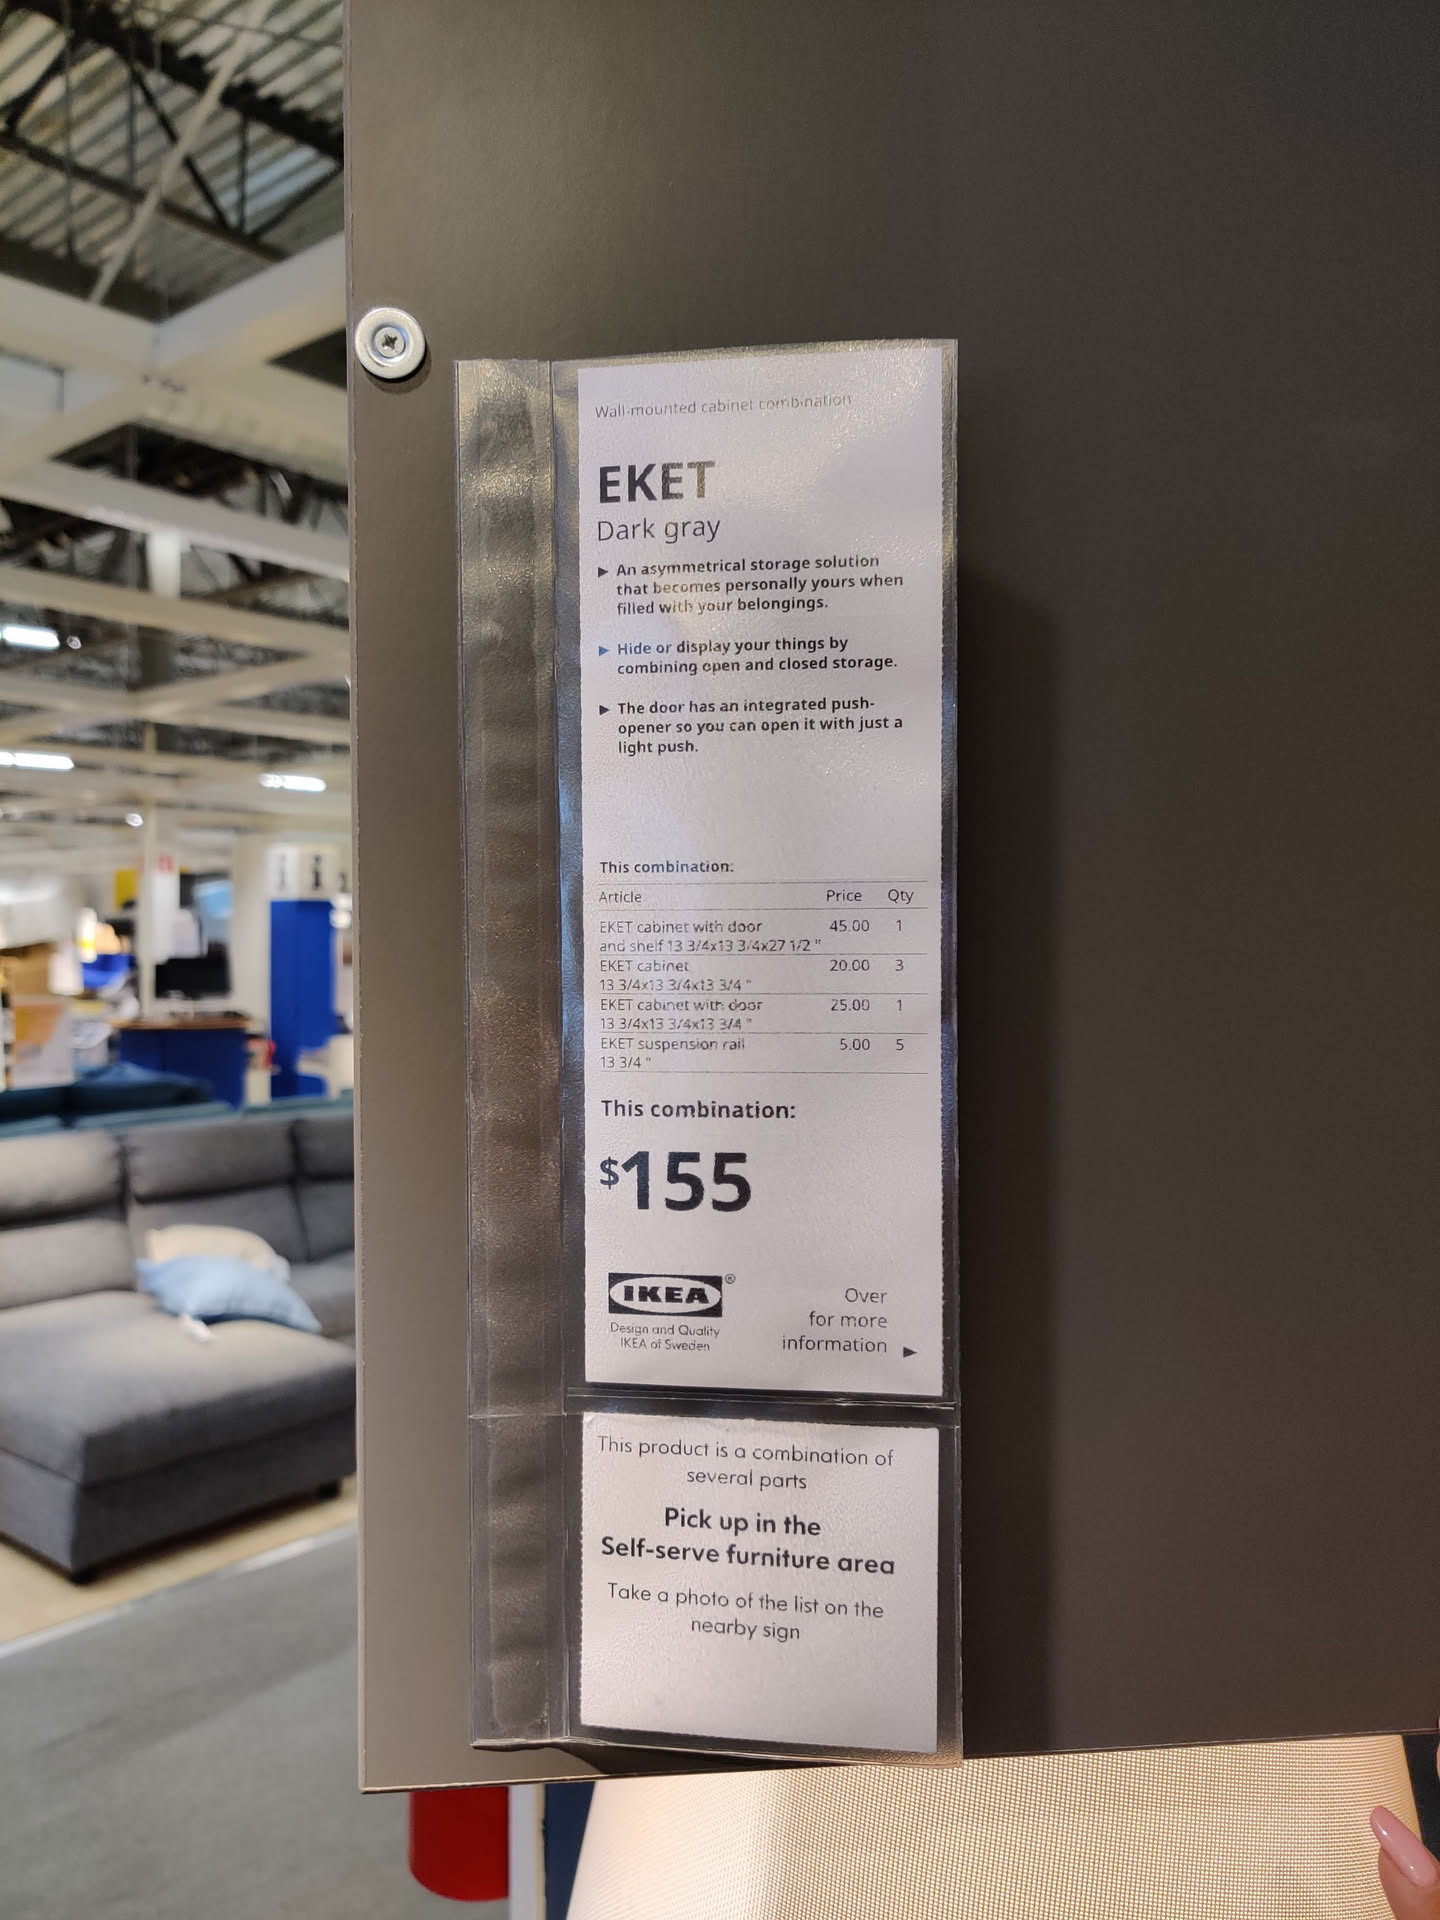 Wall-mounted cabinet combination
EKET
Dark gray
▶ An asymmetrical storage solution
that becomes personally yours when
filled with your belongings.
▶ Hide or display your things by
combining open and closed storage.
▶ The door has an integrated push-
opener so you can open it with just a
light push.
This combination:
Article Price Qty
EKET cabinet with door 45.00 1
and shelf 13 3/4x13 3/4x27 1/2 "
EKET cabinet 20.00 3
13 3/4x13 3/4x13 3/4 "
EKET cabinet with door 25.00 1
13 3/4x13 3/4x13 3/4 "
EKET suspension rail 5.00 5
13 3/4 "
This combination:
$155
IKEA®
Design and Quality
IKEA of Sweden
Over
for more
information ▶
This product is a combination of
several parts
Pick up in the
Self-serve furniture area
Take a photo of the list on the
nearby sign